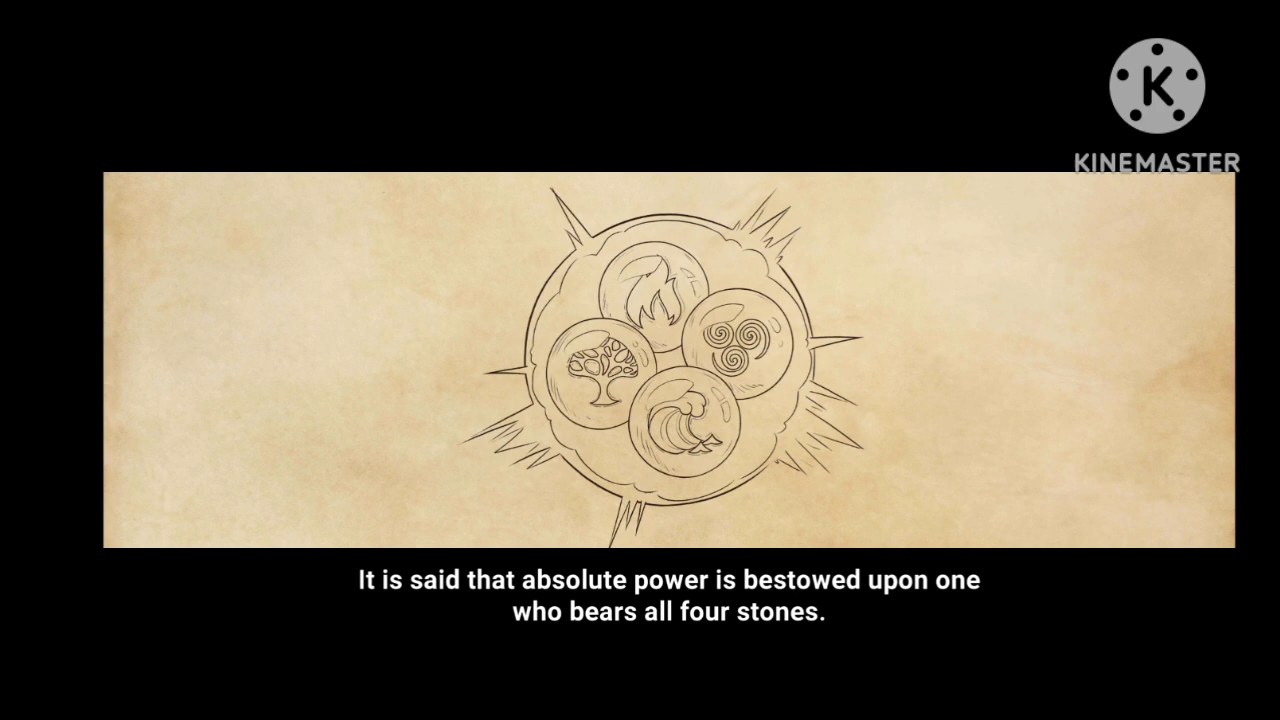 K
KINEMASTER
It is said that absolute power is bestowed upon one
who bears all four stones.